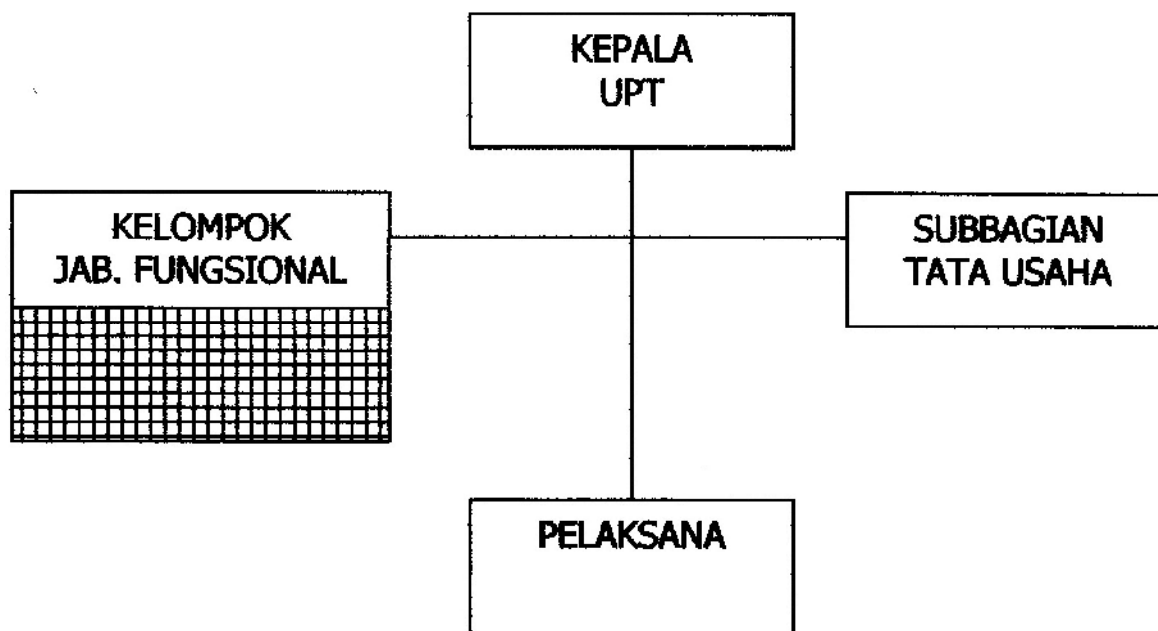 KEPALA
UPT
KELOMPOK
JAB. FUNGSIONAL
SUBBAGIAN
TATA USAHA
PELAKSANA